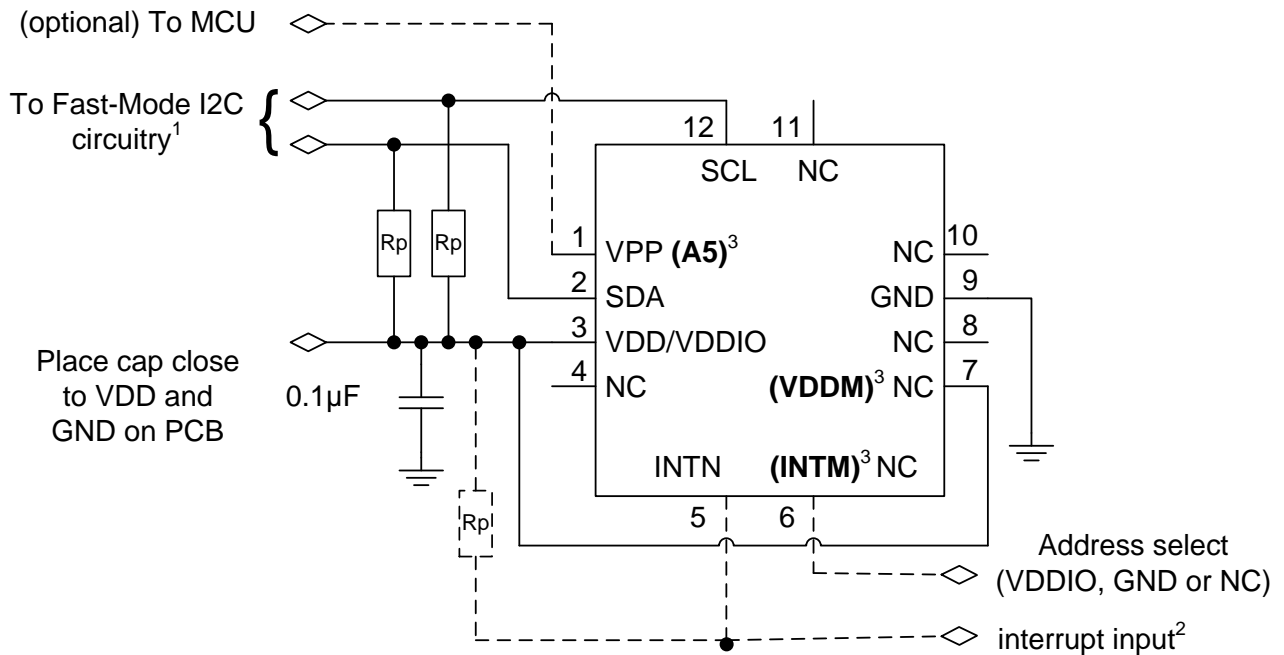 (optional) To MCU
To Fast-Mode I2C
circuitry¹
12
11
SCL
NC
Rp
Rp
1
VPP (A5)³
NC
10
2
SDA
GND
9
3
VDD/VDDIO
NC
8
4
NC
(VDDM)³ NC
7
Place cap close
to VDD and
GND on PCB
0.1µF
INTN
(INTM)³ NC
Rp
5
6
Address select
(VDDIO, GND or NC)
interrupt input²